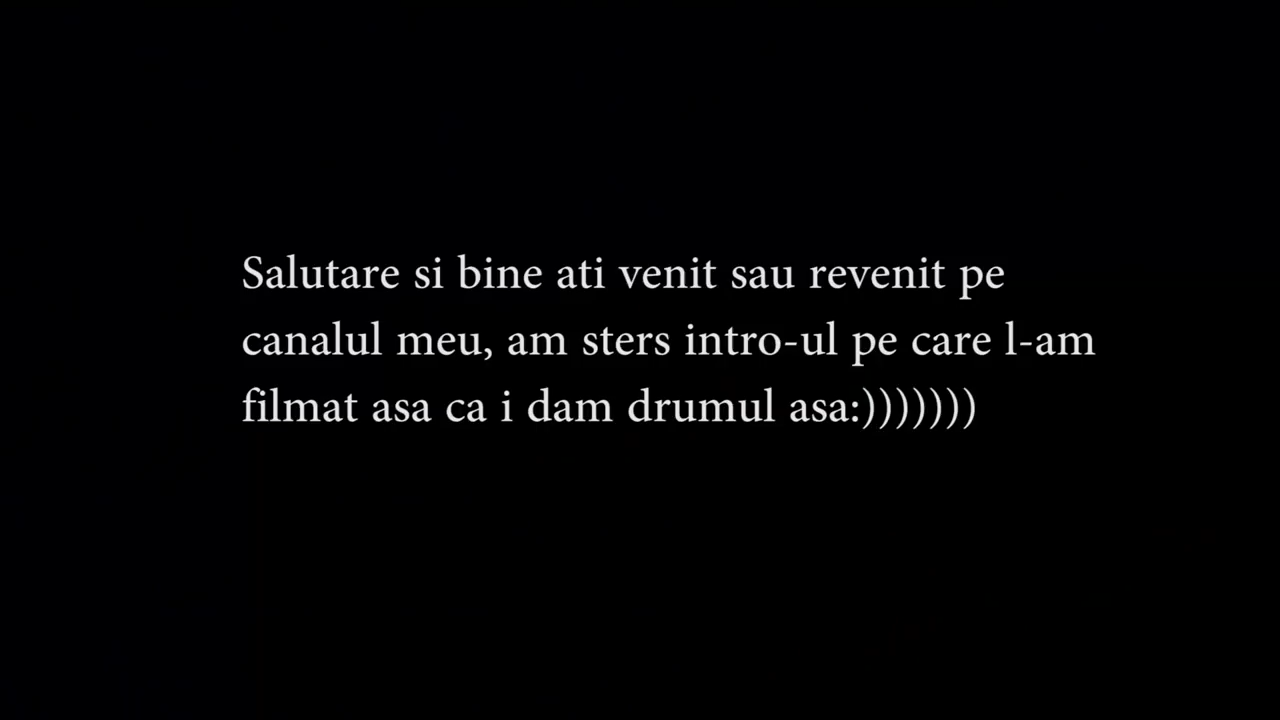 Salutare si bine ati venit sau revenit pe
canalul meu, am sters intro-ul pe care l-am
filmat asa ca i dam drumul asa:)))))))